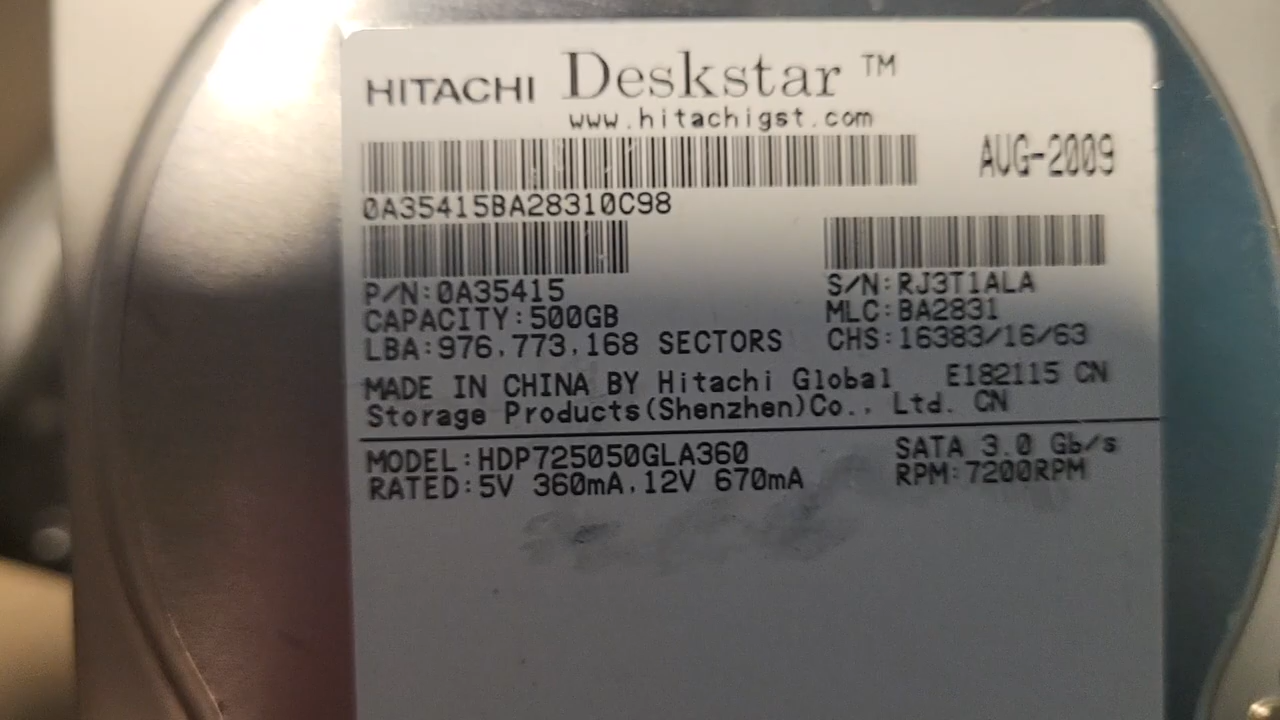 HITACHI Deskstar ™
www.hitachigst.com
AUG-2009
0A35415BA28310C98
P/N:0A35415 S/N:RJ3T1ALA
CAPACITY:500GB MLC:BA2831
LBA:976,773,168 SECTORS CHS:16383/16/63
MADE IN CHINA BY Hitachi Global E182115 CN
Storage Products(Shenzhen)Co., Ltd. CN
MODEL:HDP725050GLA360 SATA 3.0 Gb/s
RATED:5V 360mA,12V 670mA RPM:7200RPM